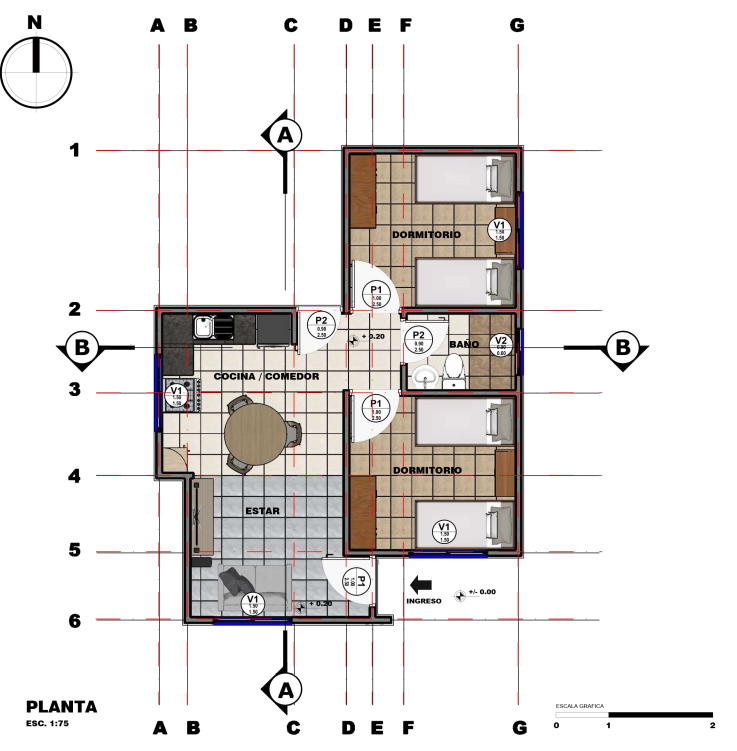 N
A B C D E F G
A
1
DORMITORIO
V1
1.50
1.50
P1
1.00
2.50
2
P2
0.90
2.50
+ 0.20
P2
0.90
2.50
BAÑO
V2
0.80
0.60
B
B
COCINA / COMEDOR
3
V1
1.50
1.50
P1
1.00
2.50
4
DORMITORIO
ESTAR
V1
1.50
1.50
5
P1
1.00
2.50
INGRESO
+/- 0.00
V1
1.50
1.50
+ 0.20
6
A
PLANTA
ESC. 1:75
ESCALA GRAFICA
0 1 2
A B C D E F G